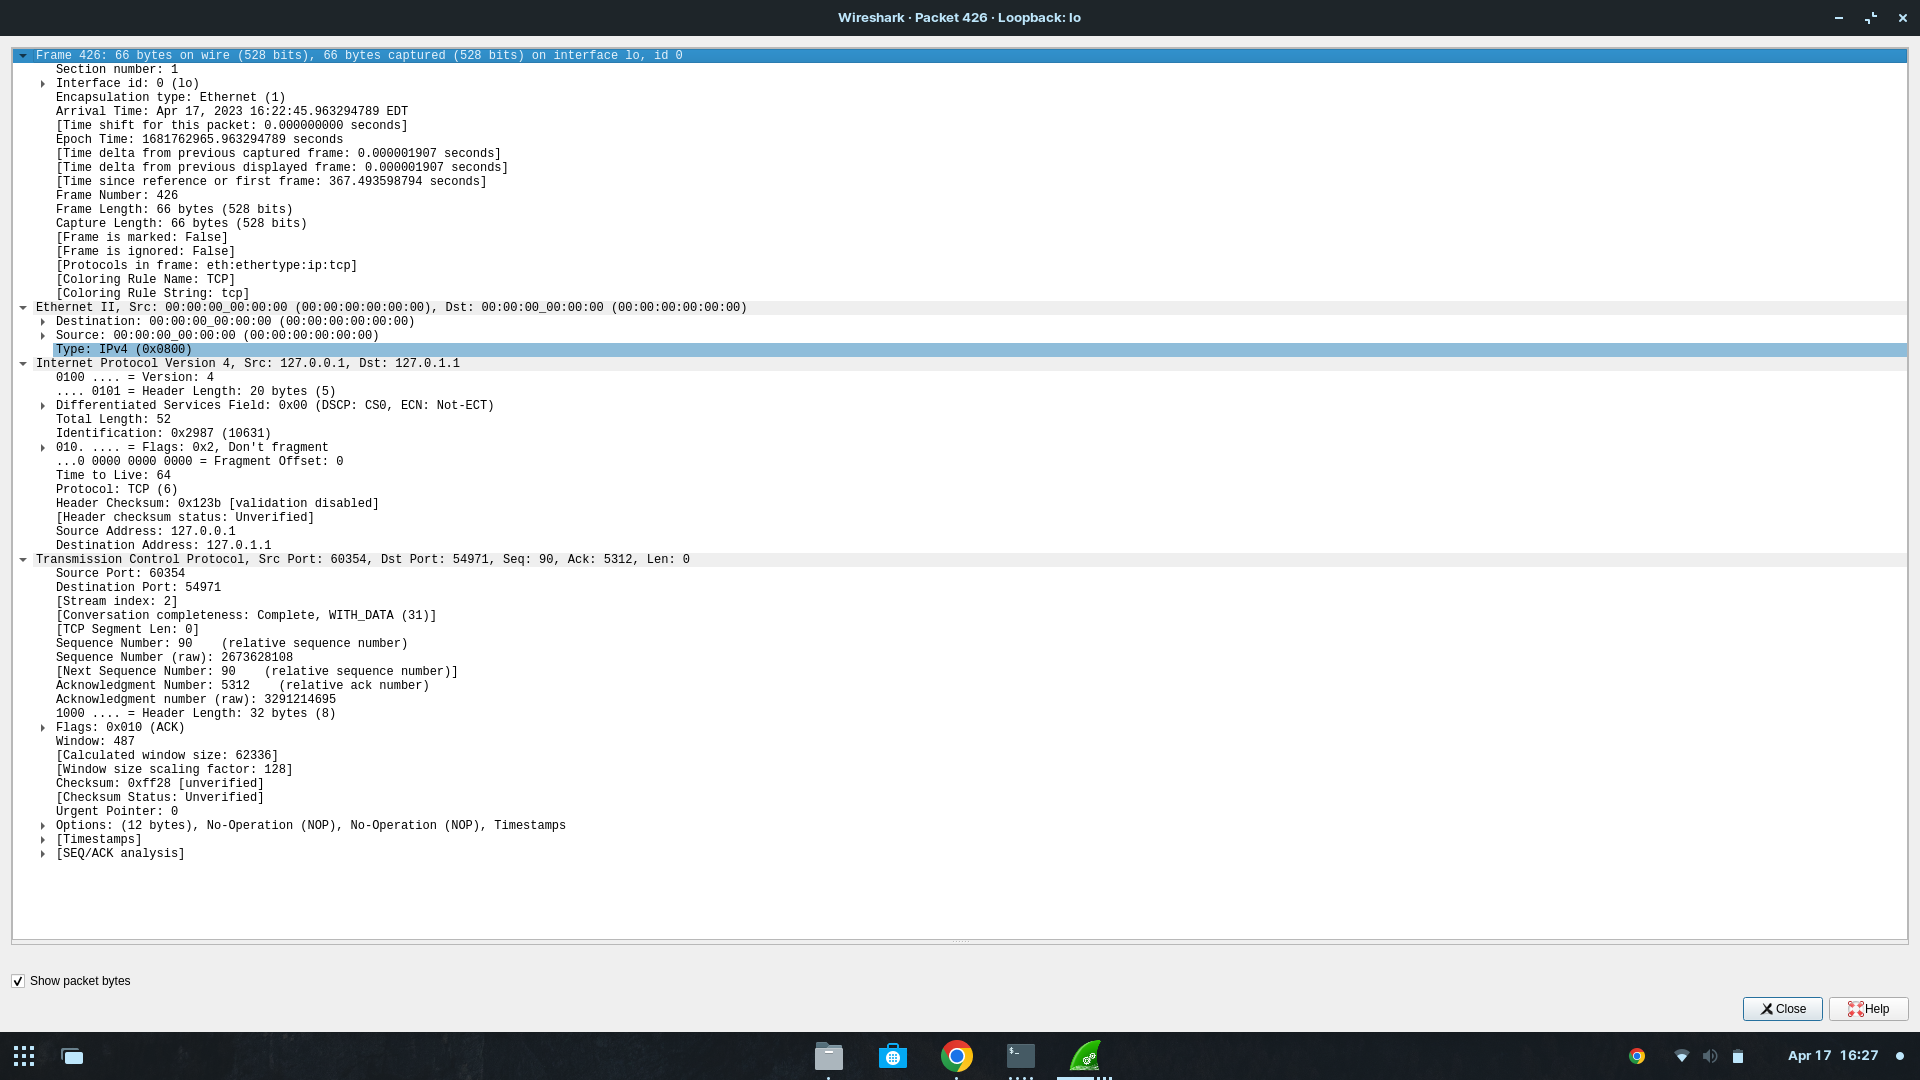 Wireshark · Packet 426 · Loopback: lo
Frame 426: 66 bytes on wire (528 bits), 66 bytes captured (528 bits) on interface lo, id 0
Section number: 1
Interface id: 0 (lo)
Encapsulation type: Ethernet (1)
Arrival Time: Apr 17, 2023 16:22:45.963294789 EDT
[Time shift for this packet: 0.000000000 seconds]
Epoch Time: 1681762965.963294789 seconds
[Time delta from previous captured frame: 0.000001907 seconds]
[Time delta from previous displayed frame: 0.000001907 seconds]
[Time since reference or first frame: 367.493598794 seconds]
Frame Number: 426
Frame Length: 66 bytes (528 bits)
Capture Length: 66 bytes (528 bits)
[Frame is marked: False]
[Frame is ignored: False]
[Protocols in frame: eth:ethertype:ip:tcp]
[Coloring Rule Name: TCP]
[Coloring Rule String: tcp]
Ethernet II, Src: 00:00:00_00:00:00 (00:00:00:00:00:00), Dst: 00:00:00_00:00:00 (00:00:00:00:00:00)
Destination: 00:00:00_00:00:00 (00:00:00:00:00:00)
Source: 00:00:00_00:00:00 (00:00:00:00:00:00)
Type: IPv4 (0x0800)
Internet Protocol Version 4, Src: 127.0.0.1, Dst: 127.0.1.1
0100 .... = Version: 4
.... 0101 = Header Length: 20 bytes (5)
Differentiated Services Field: 0x00 (DSCP: CS0, ECN: Not-ECT)
Total Length: 52
Identification: 0x2987 (10631)
010. .... = Flags: 0x2, Don't fragment
...0 0000 0000 0000 = Fragment Offset: 0
Time to Live: 64
Protocol: TCP (6)
Header Checksum: 0x123b [validation disabled]
[Header checksum status: Unverified]
Source Address: 127.0.0.1
Destination Address: 127.0.1.1
Transmission Control Protocol, Src Port: 60354, Dst Port: 54971, Seq: 90, Ack: 5312, Len: 0
Source Port: 60354
Destination Port: 54971
[Stream index: 2]
[Conversation completeness: Complete, WITH_DATA (31)]
[TCP Segment Len: 0]
Sequence Number: 90    (relative sequence number)
Sequence Number (raw): 2673628108
[Next Sequence Number: 90    (relative sequence number)]
Acknowledgment Number: 5312    (relative ack number)
Acknowledgment number (raw): 3291214695
1000 .... = Header Length: 32 bytes (8)
Flags: 0x010 (ACK)
Window: 487
[Calculated window size: 62336]
[Window size scaling factor: 128]
Checksum: 0xff28 [unverified]
[Checksum Status: Unverified]
Urgent Pointer: 0
Options: (12 bytes), No-Operation (NOP), No-Operation (NOP), Timestamps
[Timestamps]
[SEQ/ACK analysis]
Show packet bytes
Close
Help
$_
Apr 17 16:27